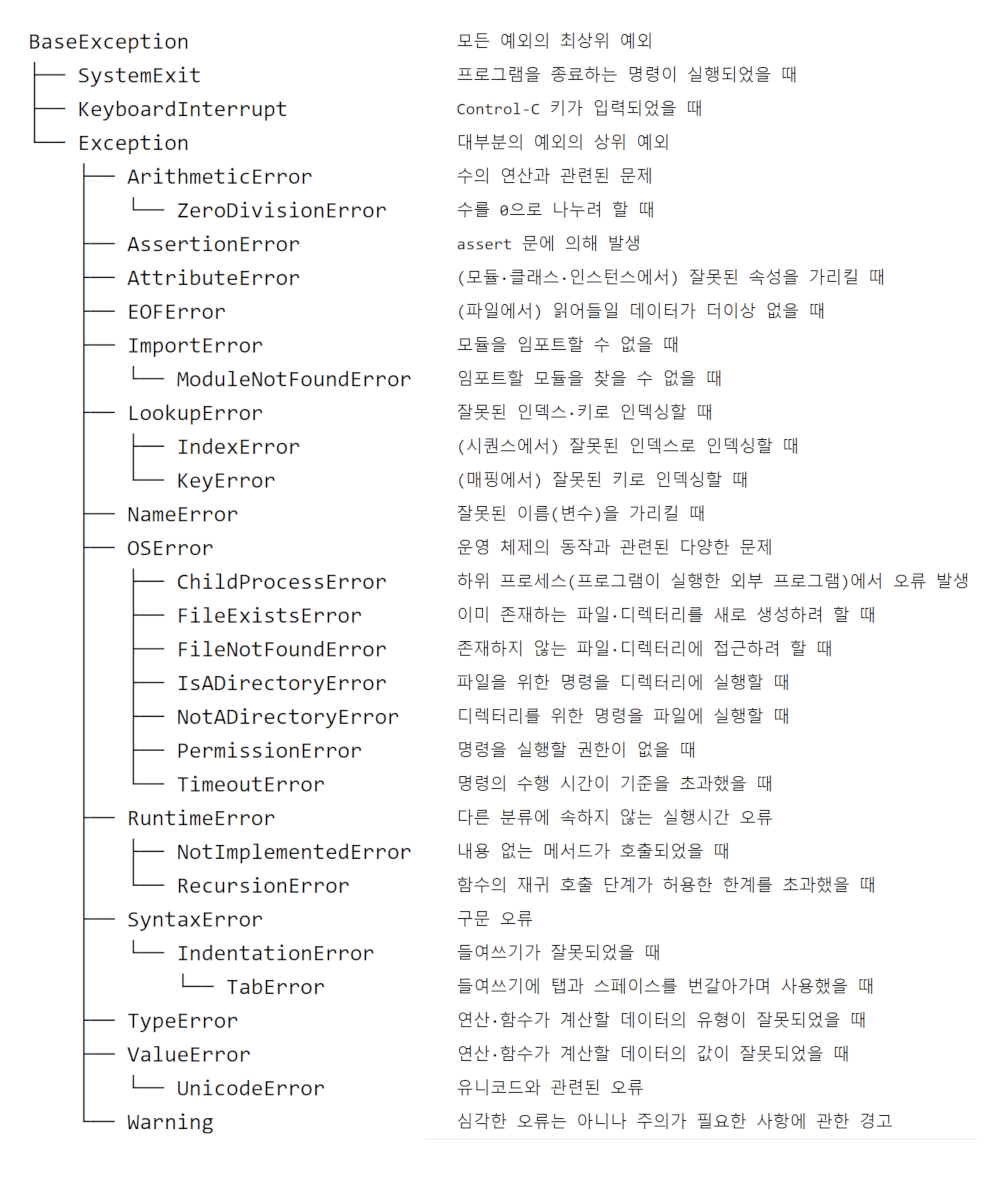 BaseException 모든 예외의 최상위 예외
├── SystemExit 프로그램을 종료하는 명령이 실행되었을 때
├── KeyboardInterrupt Control-C 키가 입력되었을 때
└── Exception 대부분의 예외의 상위 예외
├── ArithmeticError 수의 연산과 관련된 문제
│ └── ZeroDivisionError 수를 0으로 나누려 할 때
├── AssertionError assert 문에 의해 발생
├── AttributeError (모듈·클래스·인스턴스에서) 잘못된 속성을 가리킬 때
├── EOFError (파일에서) 읽어들일 데이터가 더이상 없을 때
├── ImportError 모듈을 임포트할 수 없을 때
│ └── ModuleNotFoundError 임포트할 모듈을 찾을 수 없을 때
├── LookupError 잘못된 인덱스·키로 인덱싱할 때
│ ├── IndexError (시퀀스에서) 잘못된 인덱스로 인덱싱할 때
│ └── KeyError (매핑에서) 잘못된 키로 인덱싱할 때
├── NameError 잘못된 이름(변수)을 가리킬 때
├── OSError 운영 체제의 동작과 관련된 다양한 문제
│ ├── ChildProcessError 하위 프로세스(프로그램이 실행한 외부 프로그램)에서 오류 발생
│ ├── FileExistsError 이미 존재하는 파일·디렉터리를 새로 생성하려 할 때
│ ├── FileNotFoundError 존재하지 않는 파일·디렉터리에 접근하려 할 때
│ ├── IsADirectoryError 파일을 위한 명령을 디렉터리에 실행할 때
│ ├── NotADirectoryError 디렉터리를 위한 명령을 파일에 실행할 때
│ ├── PermissionError 명령을 실행할 권한이 없을 때
│ └── TimeoutError 명령의 수행 시간이 기준을 초과했을 때
├── RuntimeError 다른 분류에 속하지 않는 실행시간 오류
│ ├── NotImplementedError 내용 없는 메서드가 호출되었을 때
│ └── RecursionError 함수의 재귀 호출 단계가 허용한 한계를 초과했을 때
├── SyntaxError 구문 오류
│ └── IndentationError 들여쓰기가 잘못되었을 때
│ └── TabError 들여쓰기에 탭과 스페이스를 번갈아가며 사용했을 때
├── TypeError 연산·함수가 계산할 데이터의 유형이 잘못되었을 때
├── ValueError 연산·함수가 계산할 데이터의 값이 잘못되었을 때
│ └── UnicodeError 유니코드와 관련된 오류
└── Warning 심각한 오류는 아니나 주의가 필요한 사항에 관한 경고